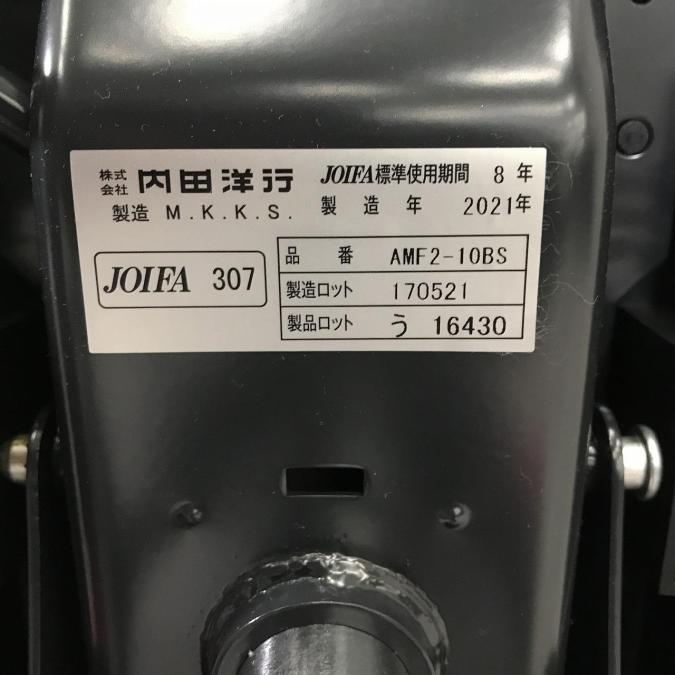 株式会社 内田洋行 JOIFA標準使用期間 8年
製造 M.K.K.S. 製造年 2021年
JOIFA 307
品番 AMF2-10BS
製造ロット 170521
製品ロット う 16430